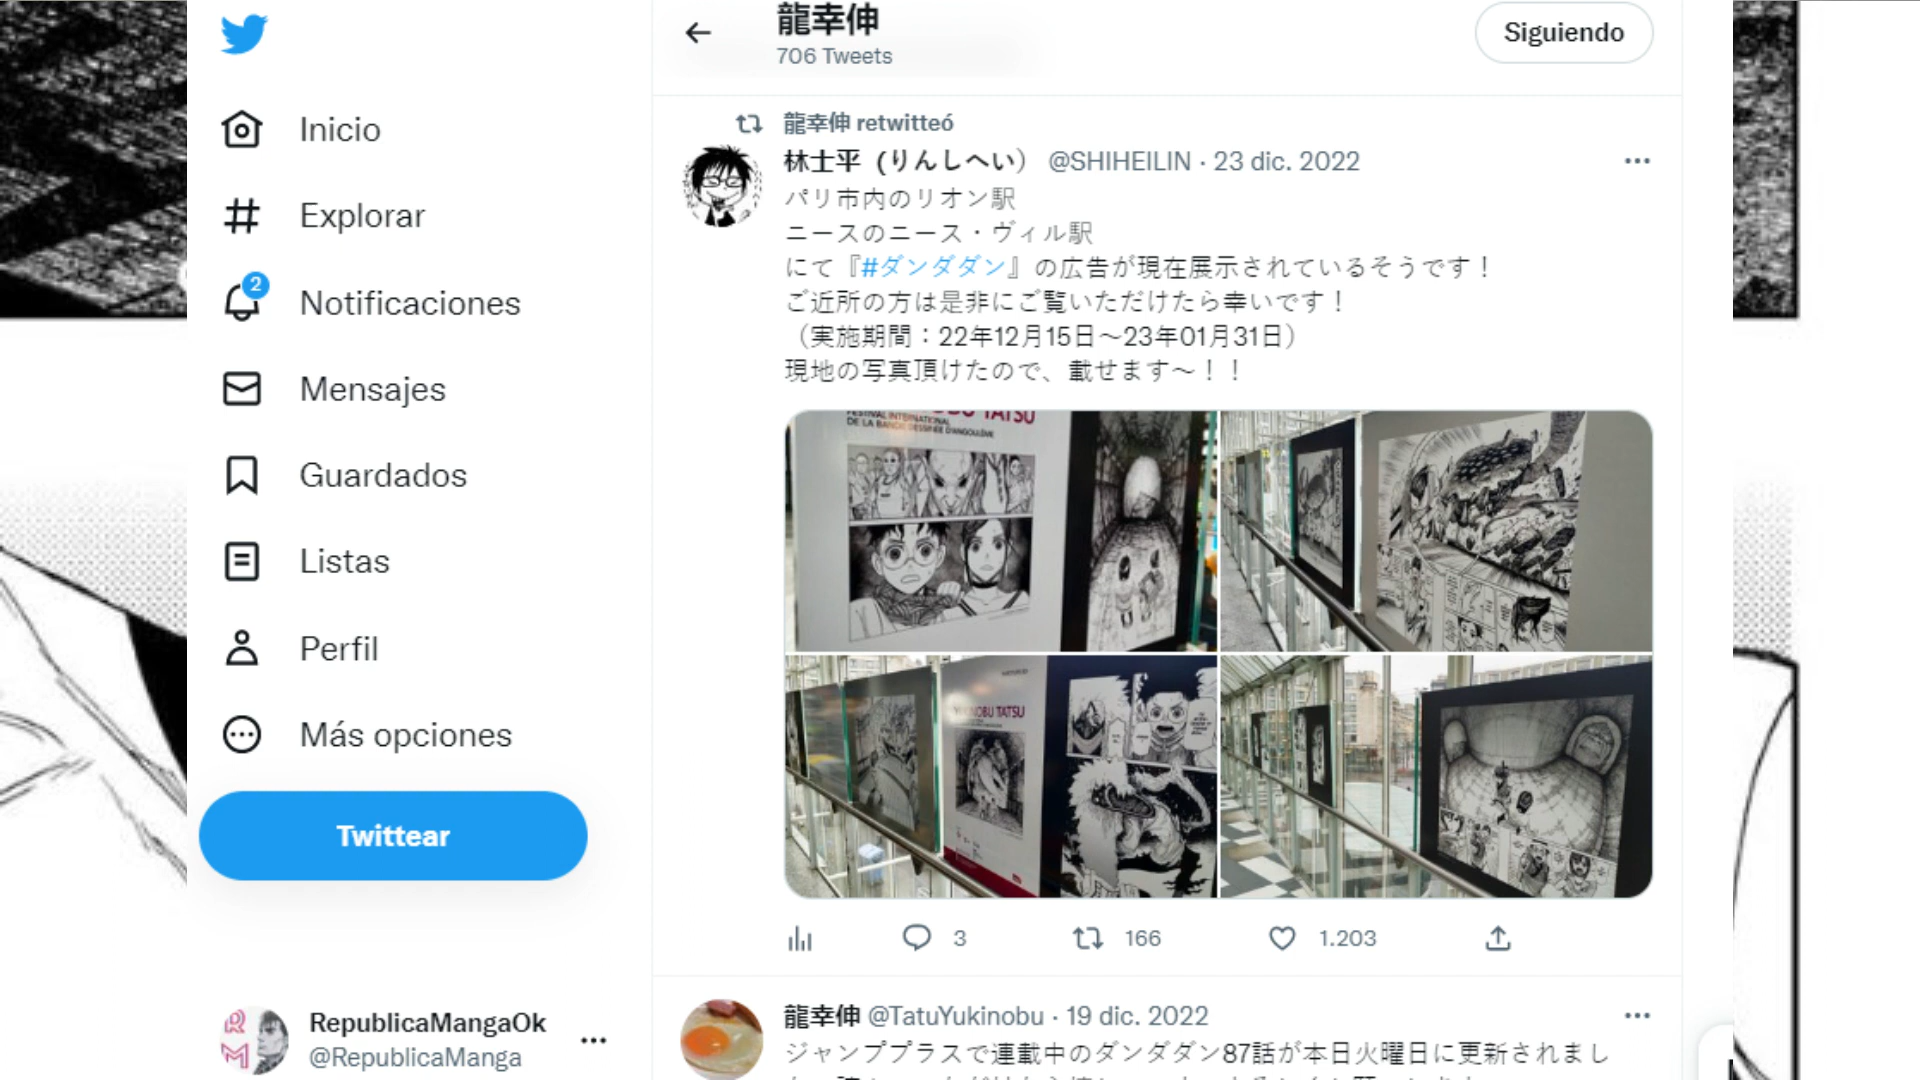 龍幸伸
706 Tweets
Siguiendo
Inicio
Explorar
2
Notificaciones
Mensajes
Guardados
Listas
Perfil
Más opciones
Twittear
RepublicaMangaOk
@RepublicaManga
龍幸伸 retwitteó
林士平（りんしへい） @SHIHEILIN · 23 dic. 2022
パリ市内のリオン駅
ニースのニース・ヴィル駅
にて『#ダンダダン』の広告が現在展示されているそうです！
ご近所の方は是非にご覧いただけたら幸いです！
（実施期間：22年12月15日〜23年01月31日）
現地の写真頂けたので、載せます〜！！
TATSU
FESTIVAL INTERNATIONAL
DE LA BANDE DESSINÉE D'ANGOULÊME
TATSU
3
166
1.203
龍幸伸 @TatuYukinobu · 19 dic. 2022
ジャンププラスで連載中のダンダダン87話が本日火曜日に更新されまし